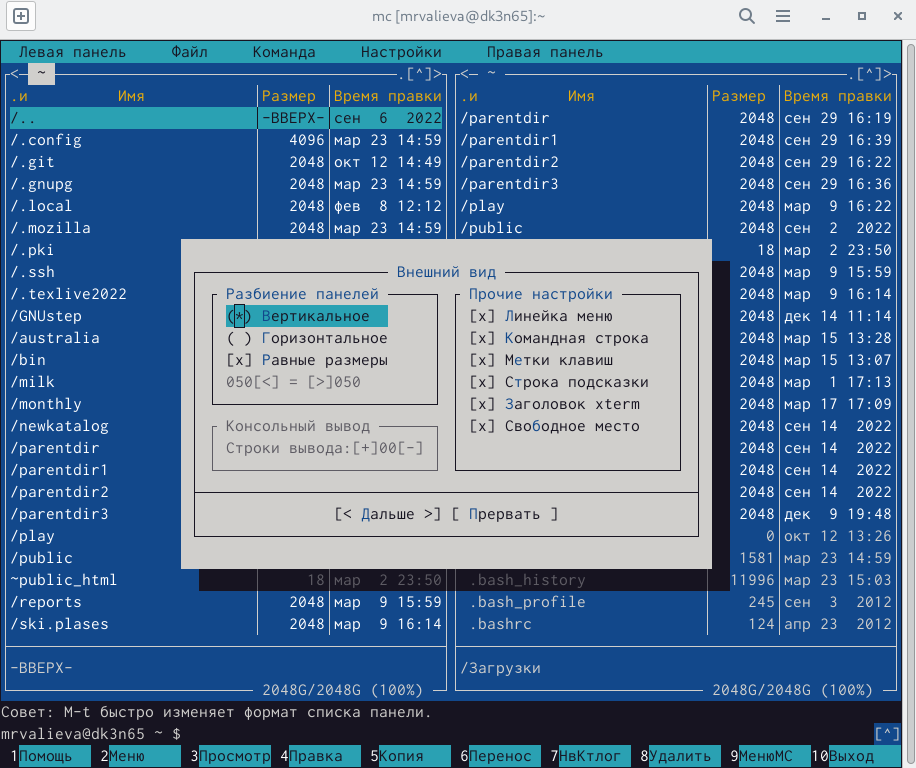 mc [mrvalieva@dk3n65]:~
Левая панель Файл Команда Настройки Правая панель
<─ ~ .[^]> <─ ~ .[^]>
.и Имя Размер Время правки .и Имя Размер Время правки
/.. -ВВЕРХ- сен 6 2022 /parentdir 2048 сен 29 16:19
/.config 4096 мар 23 14:59 /parentdir1 2048 сен 29 16:39
/.git 2048 окт 12 14:49 /parentdir2 2048 сен 29 16:22
/.gnupg 2048 мар 23 14:59 /parentdir3 2048 сен 29 16:36
/.local 2048 фев 8 12:12 /play 2048 мар 9 16:22
/.mozilla 2048 мар 23 14:59 /public 2048 сен 2 2022
/.pki 18 мар 2 23:50
/.ssh Внешний вид 2048 мар 9 15:59
/.texlive2022 Разбиение панелей Прочие настройки 2048 мар 9 16:14
/GNUstep (*) Вертикальное [x] Линейка меню 2048 дек 14 11:14
/australia ( ) Горизонтальное [x] Командная строка 2048 мар 15 13:28
/bin [x] Равные размеры [x] Метки клавиш 2048 мар 15 13:07
/milk 050[<] = [>]050 [x] Строка подсказки 2048 мар 1 17:13
/monthly [x] Заголовок xterm 2048 мар 17 17:09
/newkatalog Консольный вывод [x] Свободное место 2048 сен 14 2022
/parentdir Строки вывода:[+]00[-] 2048 сен 14 2022
/parentdir1 2048 сен 14 2022
/parentdir2 2048 сен 14 2022
/parentdir3 [< Дальше >] [ Прервать ] 2048 дек 9 19:48
/play 0 окт 12 13:26
/public 1581 мар 23 14:59
~public_html 18 мар 2 23:50 .bash_history 11996 мар 23 15:03
/reports 2048 мар 9 15:59 .bash_profile 245 сен 3 2012
/ski.plases 2048 мар 9 16:14 .bashrc 124 апр 23 2012
-ВВЕРХ- /Загрузки
2048G/2048G (100%) 2048G/2048G (100%)
Совет: M-t быстро изменяет формат списка панели.
mrvalieva@dk3n65 ~ $ [^]
1Помощь 2Меню 3Просмотр 4Правка 5Копия 6Перенос 7НвКтлог 8Удалить 9МенюMC 10Выход